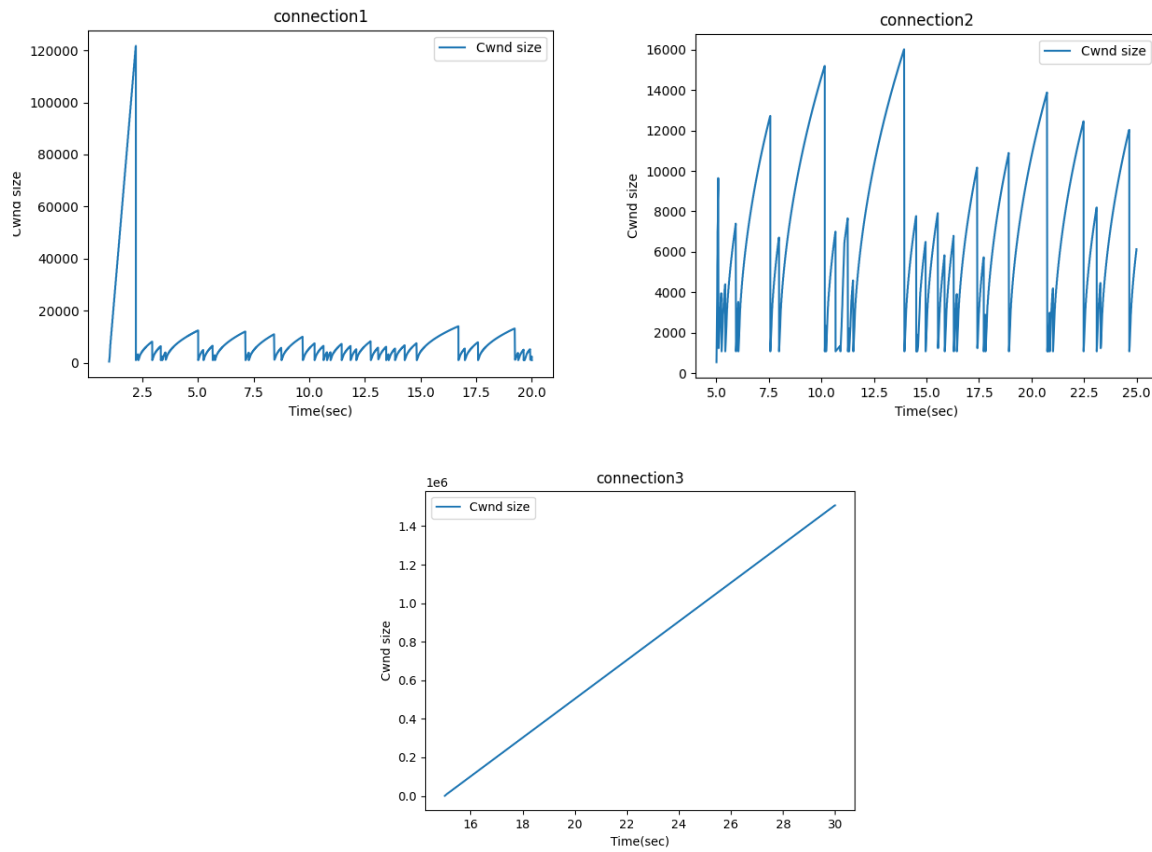 connection1
Cwnd size
120000
100000
80000
60000
40000
20000
0
Cwnd size
2.5 5.0 7.5 10.0 12.5 15.0 17.5 20.0
Time(sec)
connection2
Cwnd size
16000
14000
12000
10000
8000
6000
4000
2000
0
Cwnd size
5.0 7.5 10.0 12.5 15.0 17.5 20.0 22.5 25.0
Time(sec)
connection3
1e6
Cwnd size
1.4
1.2
1.0
0.8
0.6
0.4
0.2
0.0
Cwnd size
16 18 20 22 24 26 28 30
Time(sec)